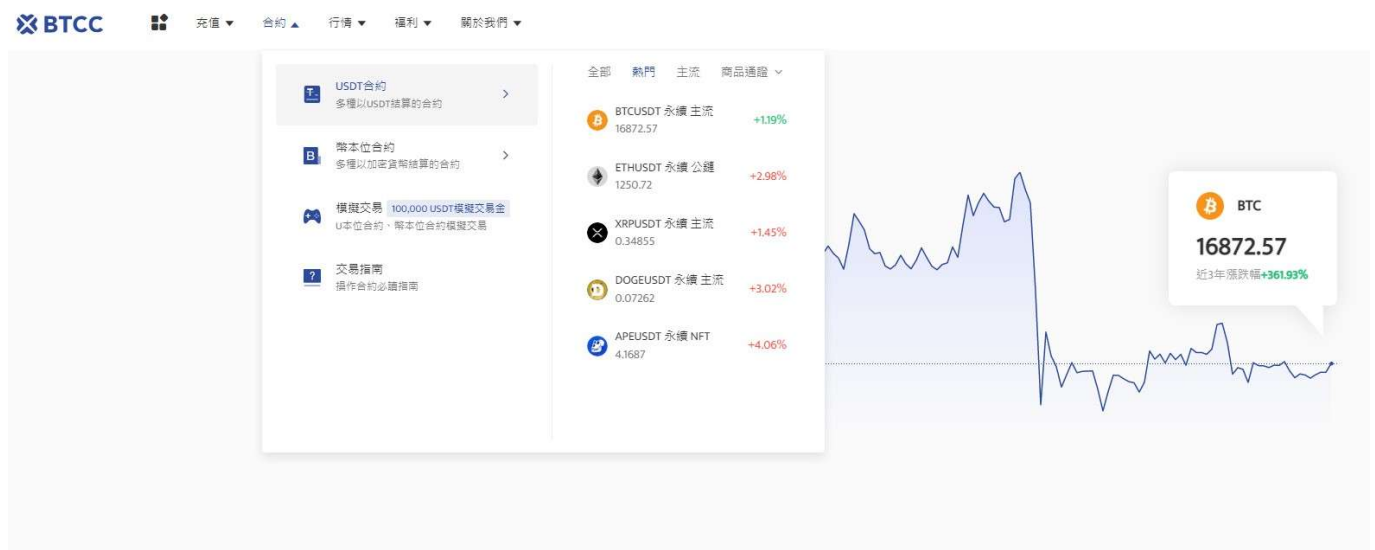 BTCC
充值
合約
行情
福利
關於我們
USDT合約
多種以USDT結算的合約
幣本位合約
多種以加密貨幣結算的合約
模擬交易 100,000 USDT模擬交易金
U本位合約、幣本位合約模擬交易
交易指南
操作合約必讀指南
全部 熱門 主流 商品通證
BTCUSDT 永續 主流
16872.57
+1.19%
ETHUSDT 永續 公鏈
1250.72
+2.98%
XRPUSDT 永續 主流
0.34855
+1.45%
DOGEUSDT 永續 主流
0.07262
+3.02%
APEUSDT 永續 NFT
4.1687
+4.06%
BTC
16872.57
近3年漲跌幅+361.93%